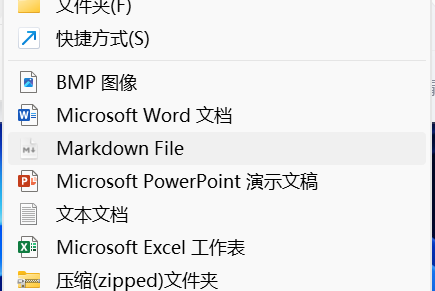 文件夹(F)
快捷方式(S)
BMP 图像
Microsoft Word 文档
Markdown File
Microsoft PowerPoint 演示文稿
文本文档
Microsoft Excel 工作表
压缩(zipped)文件夹